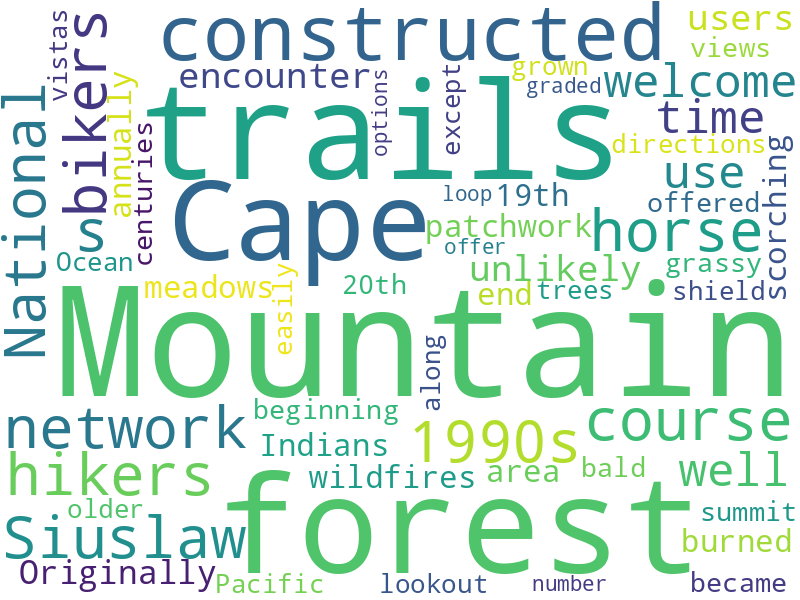 vistas
bikers
constructed
users
views
National
annually
centuries
encounter
options
except
grown
graded
welcome
time
directions
trails
Cape
s
use
loop
19th
offered
scorching
patchwork
horse
offer
Ocean
unlikely
grassy
meadows
easily
20th
end
trees
shield
Mountain
along
network
beginning
Indians
1990s
course
hikers
wildfires
area
bald
well
older
forest
summit
Siuslaw
burned
Originally
Pacific
lookout
number
became